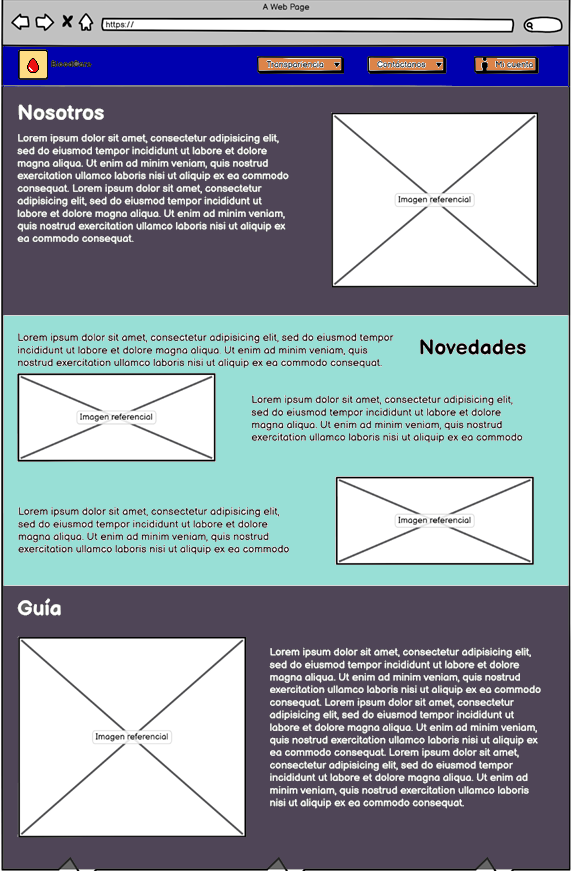 A Web Page
https://
Transparencia
Contáctanos
Mi cuenta
Nosotros
Lorem ipsum dolor sit amet, consectetur adipisicing elit,
sed do eiusmod tempor incididunt ut labore et dolore
magna aliqua. Ut enim ad minim veniam, quis nostrud
exercitation ullamco laboris nisi ut aliquip ex ea commodo
consequat. Lorem ipsum dolor sit amet, consectetur
adipisicing elit, sed do eiusmod tempor incididunt ut
labore et dolore magna aliqua. Ut enim ad minim veniam,
quis nostrud exercitation ullamco laboris nisi ut aliquip ex
ea commodo consequat.
Imagen referencial
Lorem ipsum dolor sit amet, consectetur adipisicing elit, sed do eiusmod tempor
incididunt ut labore et dolore magna aliqua. Ut enim ad minim veniam, quis
nostrud exercitation ullamco laboris nisi ut aliquip ex ea commodo consequat.
Novedades
Imagen referencial
Lorem ipsum dolor sit amet, consectetur adipisicing elit,
sed do eiusmod tempor incididunt ut labore et dolore
magna aliqua. Ut enim ad minim veniam, quis nostrud
exercitation ullamco laboris nisi ut aliquip ex ea commodo
Lorem ipsum dolor sit amet, consectetur adipisicing elit,
sed do eiusmod tempor incididunt ut labore et dolore
magna aliqua. Ut enim ad minim veniam, quis nostrud
exercitation ullamco laboris nisi ut aliquip ex ea commodo
Imagen referencial
Guía
Imagen referencial
Lorem ipsum dolor sit amet, consectetur adipisicing elit,
sed do eiusmod tempor incididunt ut labore et dolore
magna aliqua. Ut enim ad minim veniam, quis nostrud
exercitation ullamco laboris nisi ut aliquip ex ea commodo
consequat. Lorem ipsum dolor sit amet, consectetur
adipisicing elit, sed do eiusmod tempor incididunt ut
labore et dolore magna aliqua. Ut enim ad minim veniam,
quis nostrud exercitation ullamco laboris nisi ut aliquip ex
ea commodo consequat. Lorem ipsum dolor sit amet,
consectetur adipisicing elit, sed do eiusmod tempor
incididunt ut labore et dolore magna aliqua. Ut enim ad
minim veniam, quis nostrud exercitation ullamco laboris
nisi ut aliquip ex ea commodo consequat.